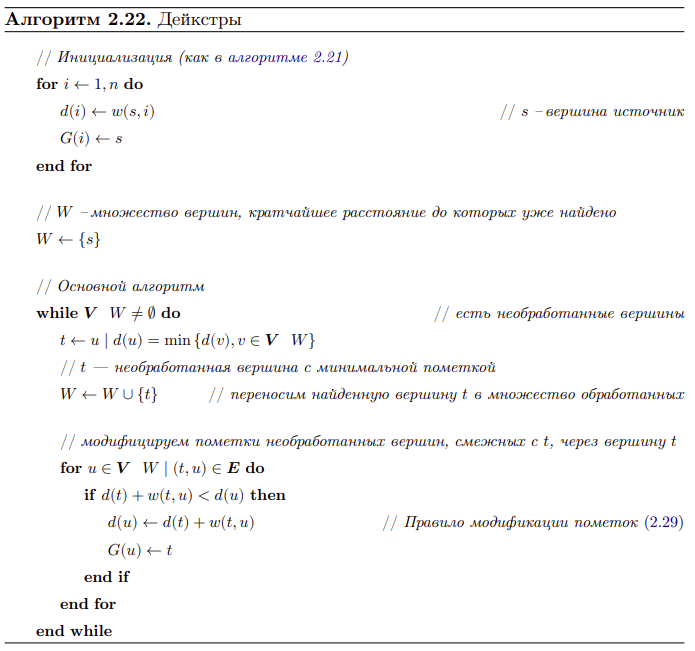 Алгоритм 2.22. Дейкстры
// Инициализация (как в алгоритме 2.21)
for i ← 1, n do
d(i) ← w(s, i) // s – вершина источник
G(i) ← s
end for
// W – множество вершин, кратчайшее расстояние до которых уже найдено
W ← {s}
// Основной алгоритм
while V W ≠ ∅ do // есть необработанные вершины
t ← u | d(u) = min {d(v), v ∈ V W}
// t — необработанная вершина с минимальной пометкой
W ← W ∪ {t} // переносим найденную вершину t в множество обработанных
// модифицируем пометки необработанных вершин, смежных с t, через вершину t
for u ∈ V W | (t, u) ∈ E do
if d(t) + w(t, u) < d(u) then
d(u) ← d(t) + w(t, u) // Правило модификации пометок (2.29)
G(u) ← t
end if
end for
end while